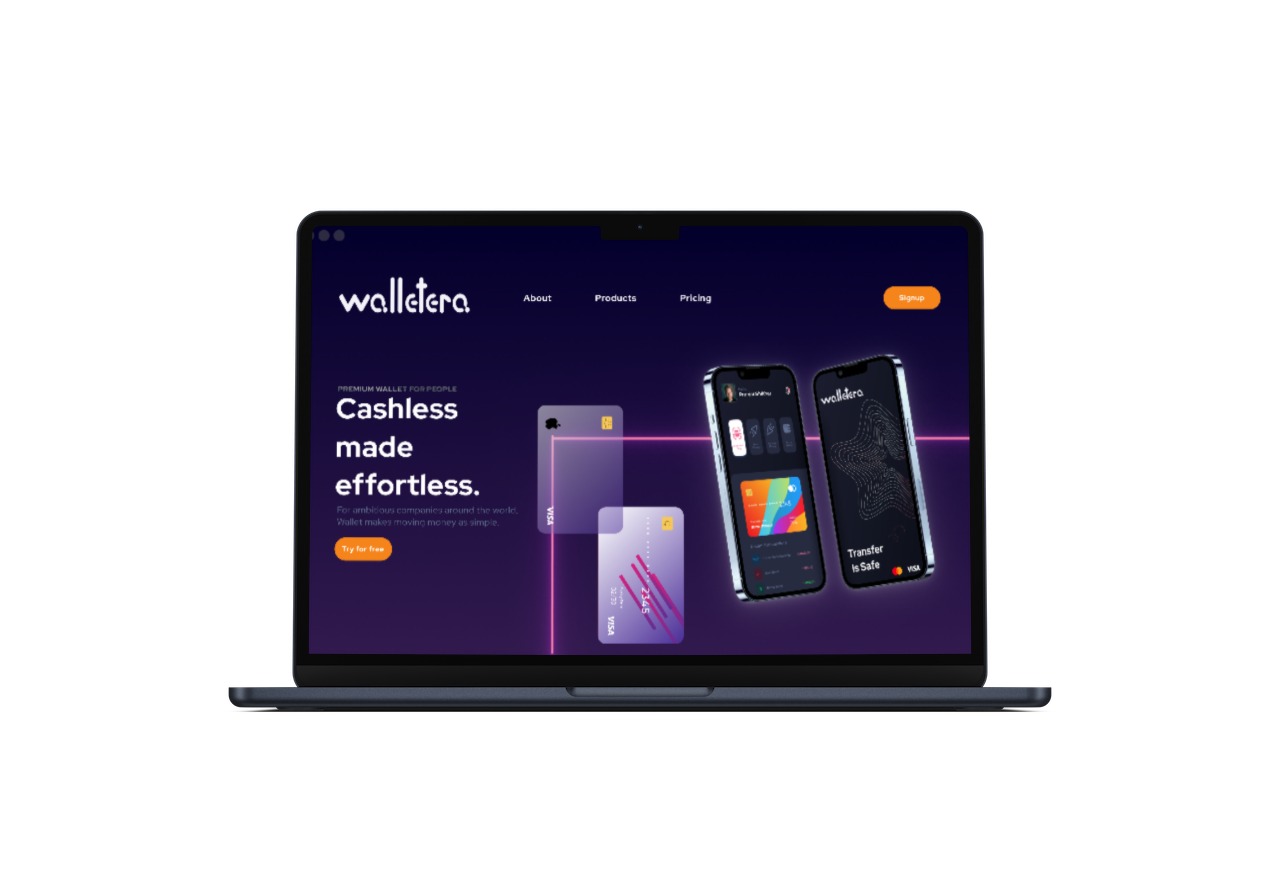 walletera
About
Products
Pricing
Signup
PREMIUM WALLET FOR PEOPLE
Cashless
made
effortless.
For ambitious companies around the world,
Wallet makes moving money as simple.
Try for free
VISA
2345
VISA
walletera
Transfer
Is Safe
VISA